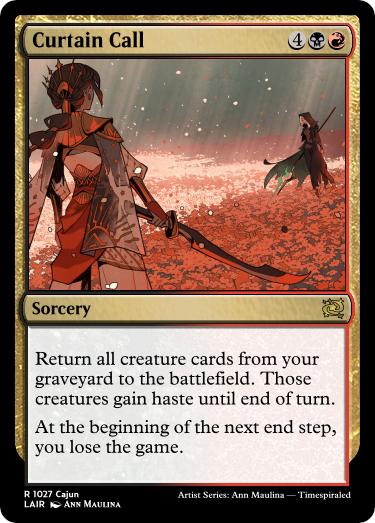 Curtain Call 4
Sorcery
Return all creature cards from your
graveyard to the battlefield. Those
creatures gain haste until end of turn.
At the beginning of the next end step,
you lose the game.
R 1027 Cajun
LAIR Ann Maulina
Artist Series: Ann Maulina — Timespiraled